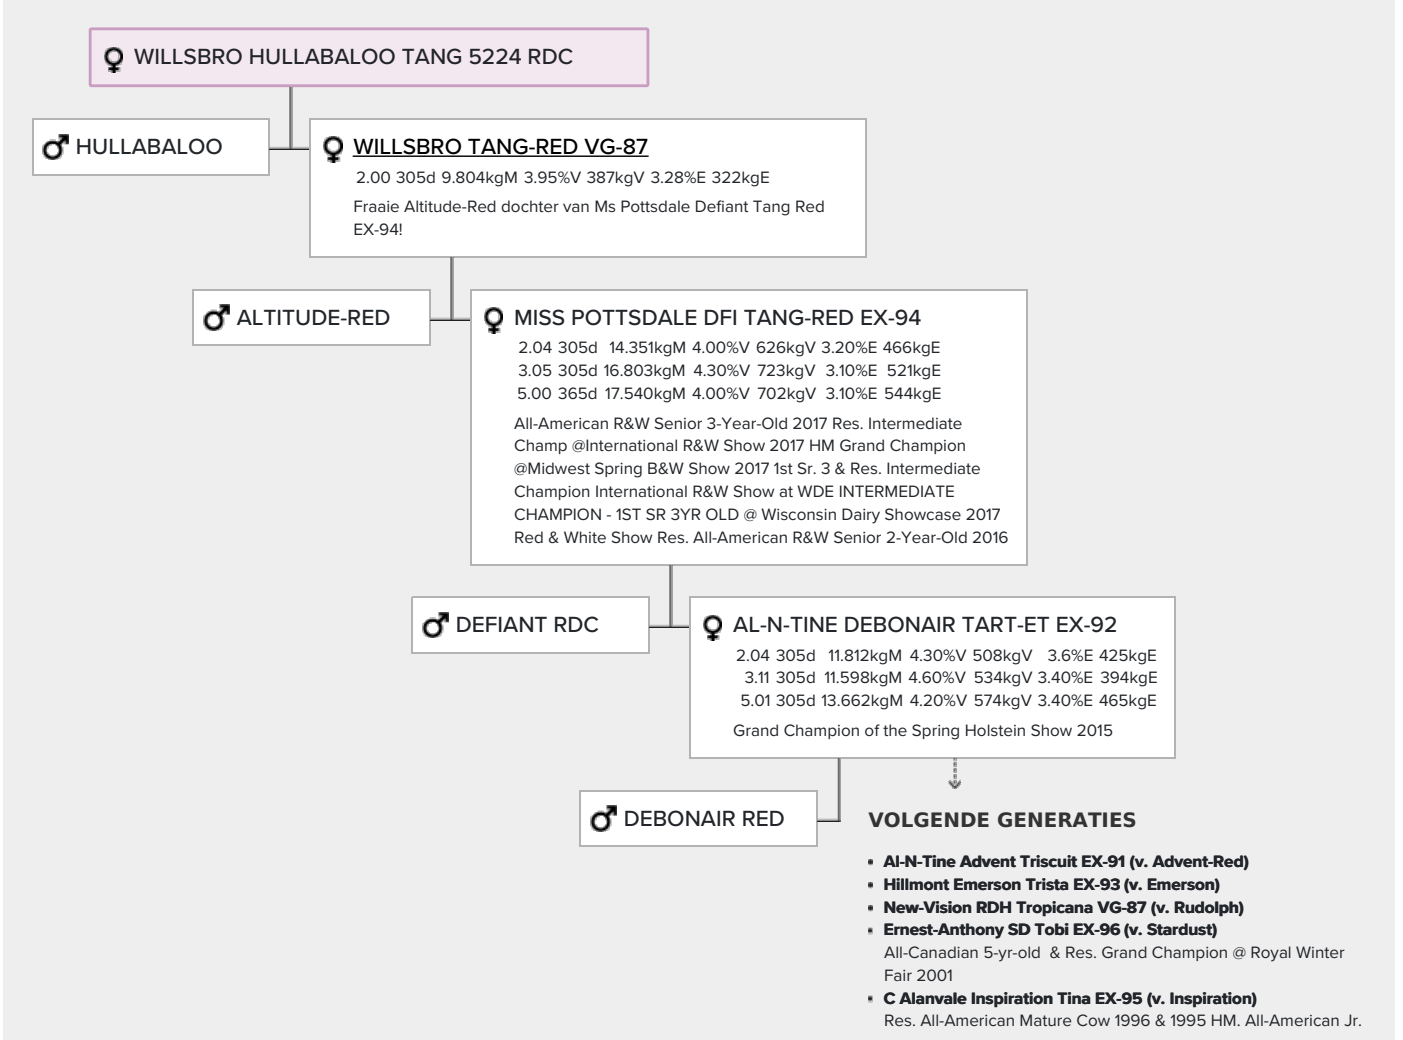 WILLSBRO HULLABALOO TANG 5224 RDC
HULLABALOO
WILLSBRO TANG-RED VG-87
2.00 305d 9.804kgM 3.95%V 387kgV 3.28%E 322kgE
Fraaie Altitude-Red dochter van Ms Pottsdale Defiant Tang Red
EX-94!
ALTITUDE-RED
MISS POTTSDALE DFI TANG-RED EX-94
2.04 305d 14.351kgM 4.00%V 626kgV 3.20%E 466kgE
3.05 305d 16.803kgM 4.30%V 723kgV 3.10%E 521kgE
5.00 365d 17.540kgM 4.00%V 702kgV 3.10%E 544kgE
All-American R&W Senior 3-Year-Old 2017 Res. Intermediate
Champ @International R&W Show 2017 HM Grand Champion
@Midwest Spring B&W Show 2017 1st Sr. 3 & Res. Intermediate
Champion International R&W Show at WDE INTERMEDIATE
CHAMPION - 1ST SR 3YR OLD @ Wisconsin Dairy Showcase 2017
Red & White Show Res. All-American R&W Senior 2-Year-Old 2016
DEFIANT RDC
AL-N-TINE DEBONAIR TART-ET EX-92
2.04 305d 11.812kgM 4.30%V 508kgV 3.6%E 425kgE
3.11 305d 11.598kgM 4.60%V 534kgV 3.40%E 394kgE
5.01 305d 13.662kgM 4.20%V 574kgV 3.40%E 465kgE
Grand Champion of the Spring Holstein Show 2015
DEBONAIR RED
VOLGENDE GENERATIES
• Al-N-Tine Advent Triscuit EX-91 (v. Advent-Red)
• Hillmont Emerson Trista EX-93 (v. Emerson)
• New-Vision RDH Tropicana VG-87 (v. Rudolph)
• Ernest-Anthony SD Tobi EX-96 (v. Stardust)
All-Canadian 5-yr-old & Res. Grand Champion @ Royal Winter
Fair 2001
• C Alanvale Inspiration Tina EX-95 (v. Inspiration)
Res. All-American Mature Cow 1996 & 1995 HM. All-American Jr.